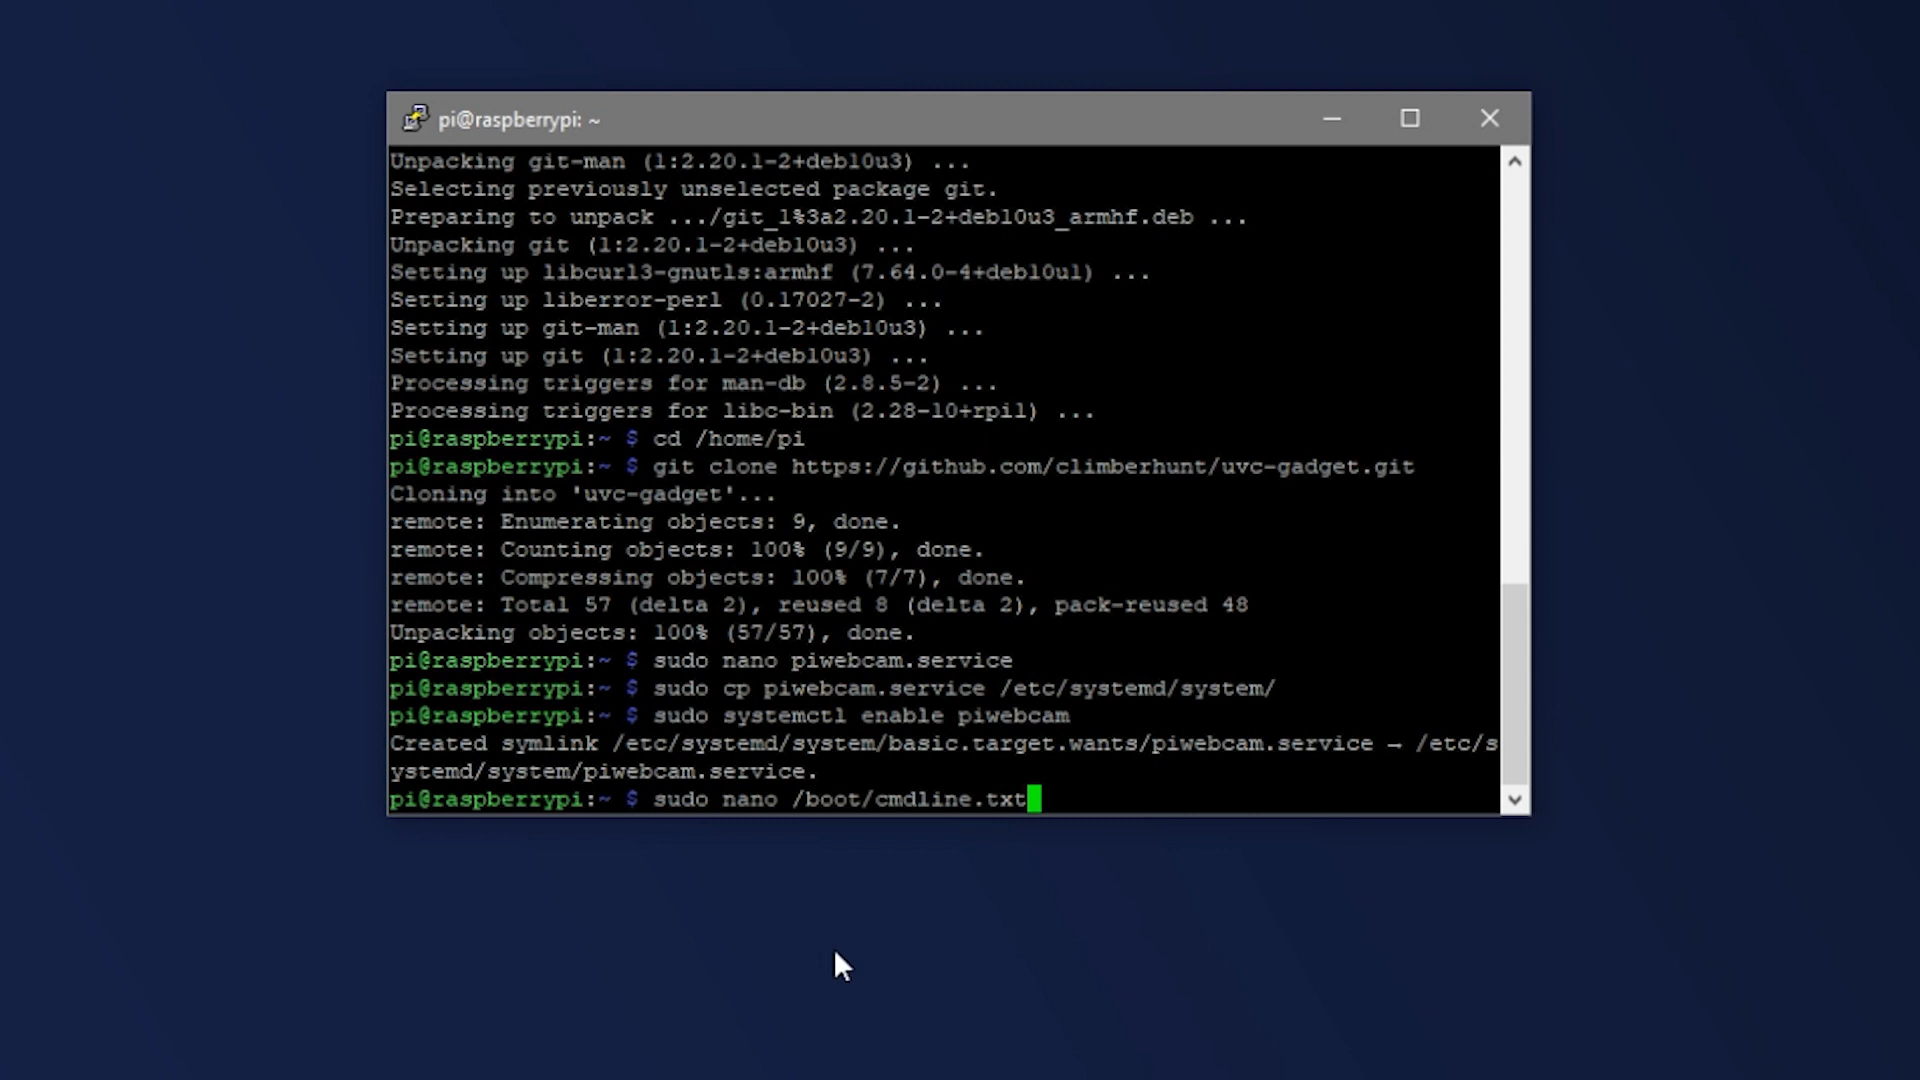 pi@raspberrypi: ~
Unpacking git-man (1:2.20.1-2+deb10u3) ...
Selecting previously unselected package git.
Preparing to unpack .../git_1%3a2.20.1-2+deb10u3_armhf.deb ...
Unpacking git (1:2.20.1-2+deb10u3) ...
Setting up libcurl3-gnutls:armhf (7.64.0-4+deb10u1) ...
Setting up liberror-perl (0.17027-2) ...
Setting up git-man (1:2.20.1-2+deb10u3) ...
Setting up git (1:2.20.1-2+deb10u3) ...
Processing triggers for man-db (2.8.5-2) ...
Processing triggers for libc-bin (2.28-10+rpi1) ...
pi@raspberrypi:~ $ cd /home/pi
pi@raspberrypi:~ $ git clone https://github.com/climberhunt/uvc-gadget.git
Cloning into 'uvc-gadget'...
remote: Enumerating objects: 9, done.
remote: Counting objects: 100% (9/9), done.
remote: Compressing objects: 100% (7/7), done.
remote: Total 57 (delta 2), reused 8 (delta 2), pack-reused 48
Unpacking objects: 100% (57/57), done.
pi@raspberrypi:~ $ sudo nano piwebcam.service
pi@raspberrypi:~ $ sudo cp piwebcam.service /etc/systemd/system/
pi@raspberrypi:~ $ sudo systemctl enable piwebcam
Created symlink /etc/systemd/system/basic.target.wants/piwebcam.service → /etc/s
ystemd/system/piwebcam.service.
pi@raspberrypi:~ $ sudo nano /boot/cmdline.txt